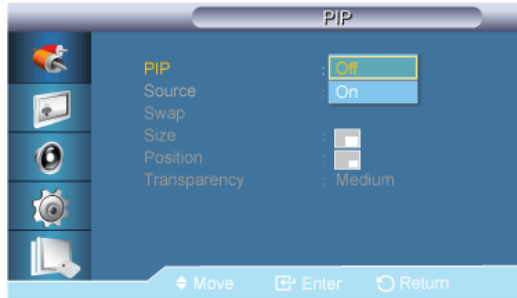 PIP
PIP : Off
Source : On
Swap
Size :
Position :
Transparency : Medium
Move Enter Return